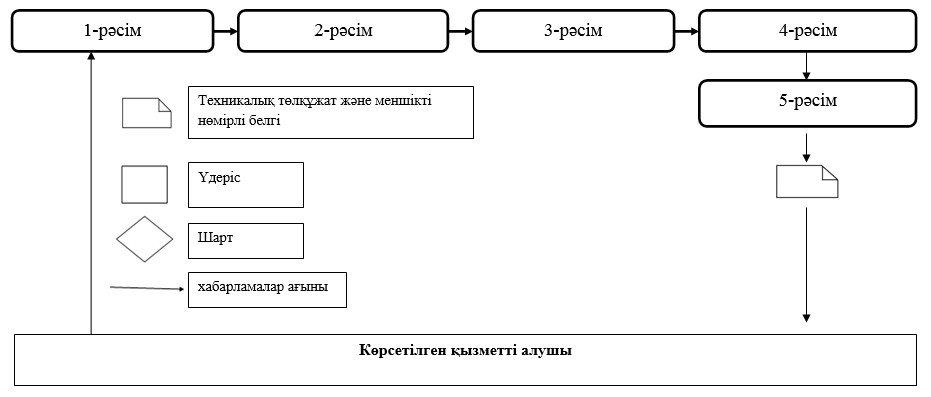 1-рәсім
2-рәсім
3-рәсім
4-рәсім
5-рәсім
Техникалық төлқұжат және меншікті
нөмірлі белгі
Үдеріс
Шарт
хабарламалар ағыны
Көрсетілген қызметті алушы